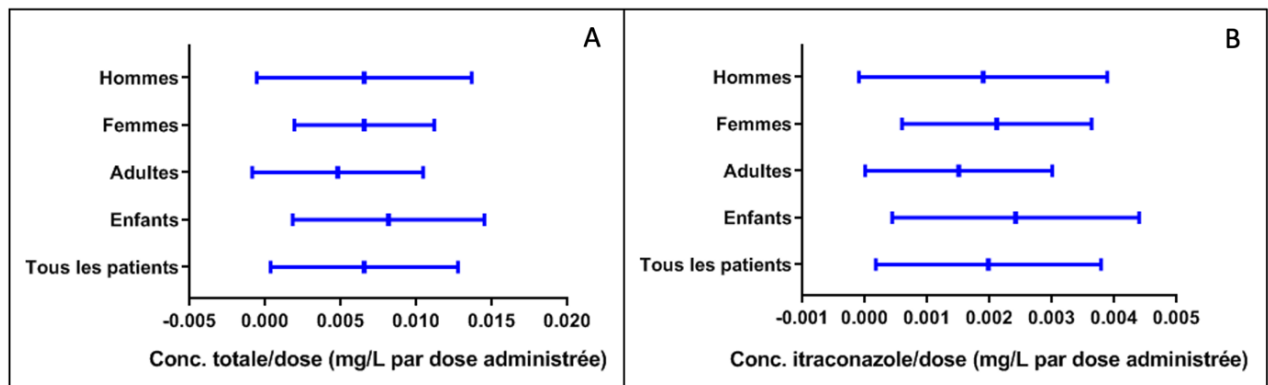 A
Hommes
Femmes
Adultes
Enfants
Tous les patients
-0.005 0.000 0.005 0.010 0.015 0.020
Conc. totale/dose (mg/L par dose administrée)
B
Hommes
Femmes
Adultes
Enfants
Tous les patients
-0.001 0.000 0.001 0.002 0.003 0.004 0.005
Conc. itraconazole/dose (mg/L par dose administrée)